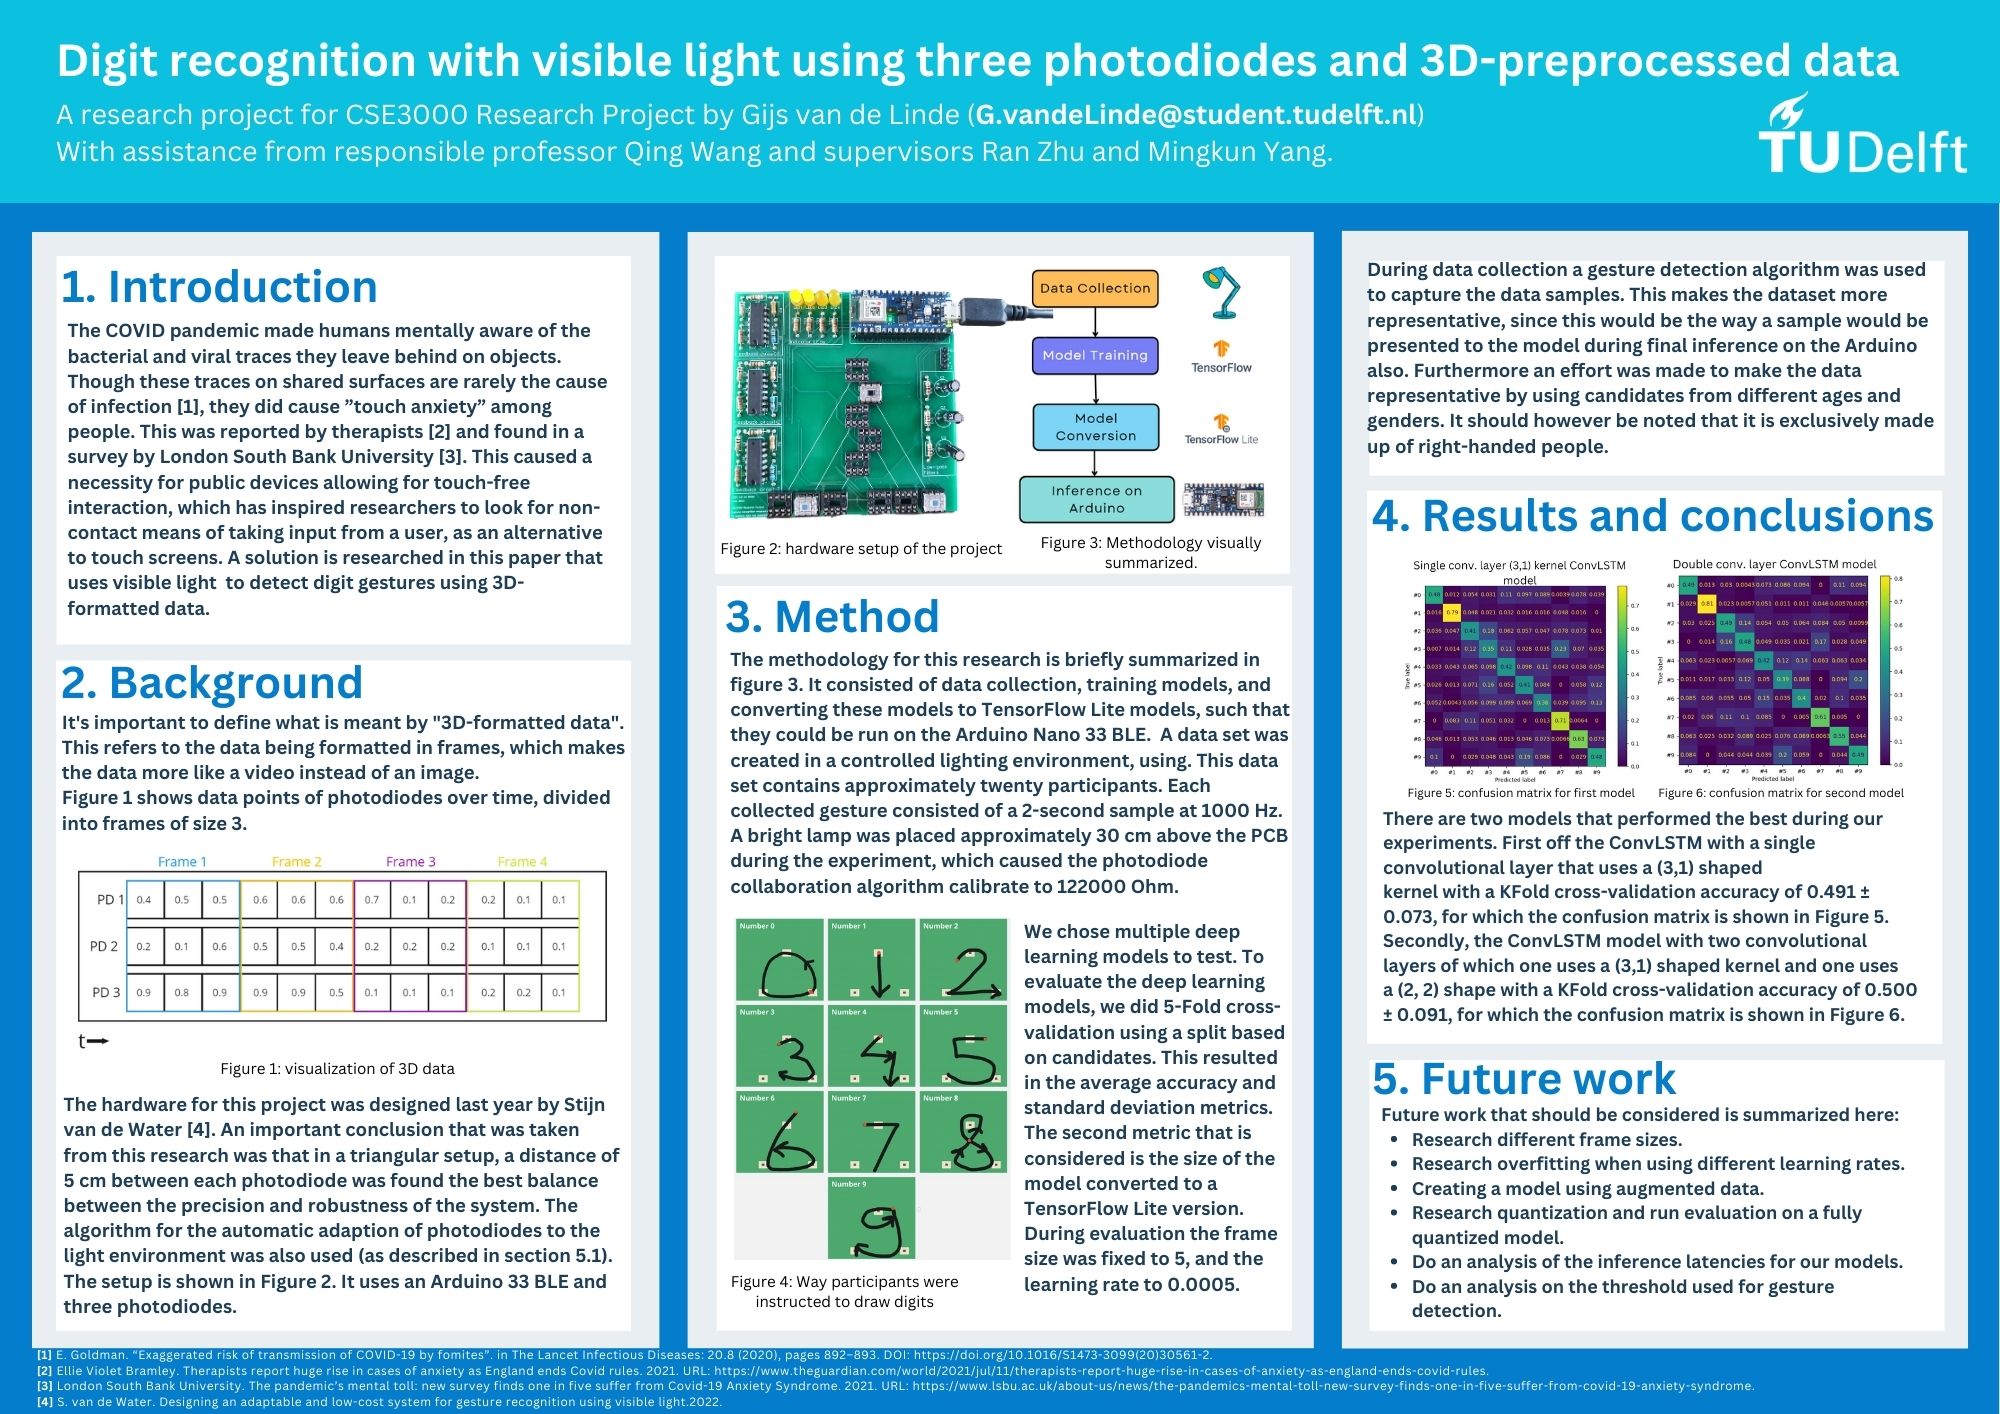 Digit recognition with visible light using three photodiodes and 3D-preprocessed data
A research project for CSE3000 Research Project by Gijs van de Linde (G.vandeLinde@student.tudelft.nl)
With assistance from responsible professor Qing Wang and supervisors Ran Zhu and Mingkun Yang.
TUDelft
1. Introduction
The COVID pandemic made humans mentally aware of the
bacterial and viral traces they leave behind on objects.
Though these traces on shared surfaces are rarely the cause
of infection [1], they did cause ”touch anxiety” among
people. This was reported by therapists [2] and found in a
survey by London South Bank University [3]. This caused a
necessity for public devices allowing for touch-free
interaction, which has inspired researchers to look for non-
contact means of taking input from a user, as an alternative
to touch screens. A solution is researched in this paper that
uses visible light  to detect digit gestures using 3D-
formatted data.
2. Background
It's important to define what is meant by "3D-formatted data".
This refers to the data being formatted in frames, which makes
the data more like a video instead of an image.
Figure 1 shows data points of photodiodes over time, divided
into frames of size 3.
Frame 1 Frame 2 Frame 3 Frame 4
PD 1 0.4 0.5 0.5 0.6 0.6 0.6 0.7 0.1 0.2 0.2 0.1 0.1
PD 2 0.2 0.1 0.6 0.5 0.5 0.4 0.2 0.2 0.2 0.1 0.1 0.1
PD 3 0.9 0.8 0.9 0.9 0.9 0.5 0.1 0.1 0.1 0.2 0.2 0.1
t
Figure 1: visualization of 3D data
The hardware for this project was designed last year by Stijn
van de Water [4]. An important conclusion that was taken
from this research was that in a triangular setup, a distance of
5 cm between each photodiode was found the best balance
between the precision and robustness of the system. The
algorithm for the automatic adaption of photodiodes to the
light environment was also used (as described in section 5.1).
The setup is shown in Figure 2. It uses an Arduino 33 BLE and
three photodiodes.
Figure 2: hardware setup of the project
Data Collection
Model Training
TensorFlow
Model
Conversion
TensorFlow Lite
Inference on
Arduino
Figure 3: Methodology visually
summarized.
3. Method
The methodology for this research is briefly summarized in
figure 3. It consisted of data collection, training models, and
converting these models to TensorFlow Lite models, such that
they could be run on the Arduino Nano 33 BLE.  A data set was
created in a controlled lighting environment, using. This data
set contains approximately twenty participants. Each
collected gesture consisted of a 2-second sample at 1000 Hz.
A bright lamp was placed approximately 30 cm above the PCB
during the experiment, which caused the photodiode
collaboration algorithm calibrate to 122000 Ohm.
Number 0 Number 1 Number 2
Number 3 Number 4 Number 5
Number 6 Number 7 Number 8
Number 9
Figure 4: Way participants were
instructed to draw digits
We chose multiple deep
learning models to test. To
evaluate the deep learning
models, we did 5-Fold cross-
validation using a split based
on candidates. This resulted
in the average accuracy and
standard deviation metrics.
The second metric that is
considered is the size of the
model converted to a
TensorFlow Lite version.
During evaluation the frame
size was fixed to 5, and the
learning rate to 0.0005.
During data collection a gesture detection algorithm was used
to capture the data samples. This makes the dataset more
representative, since this would be the way a sample would be
presented to the model during final inference on the Arduino
also. Furthermore an effort was made to make the data
representative by using candidates from different ages and
genders. It should however be noted that it is exclusively made
up of right-handed people.
4. Results and conclusions
Single conv. layer (3,1) kernel ConvLSTM
model
True label
Predicted label
Figure 5: confusion matrix for first model
Double conv. layer ConvLSTM model
True label
Predicted label
Figure 6: confusion matrix for second model
There are two models that performed the best during our
experiments. First off the ConvLSTM with a single
convolutional layer that uses a (3,1) shaped
kernel with a KFold cross-validation accuracy of 0.491 ±
0.073, for which the confusion matrix is shown in Figure 5.
Secondly, the ConvLSTM model with two convolutional
layers of which one uses a (3,1) shaped kernel and one uses
a (2, 2) shape with a KFold cross-validation accuracy of 0.500
± 0.091, for which the confusion matrix is shown in Figure 6.
5. Future work
Future work that should be considered is summarized here:
• Research different frame sizes.
• Research overfitting when using different learning rates.
• Creating a model using augmented data.
• Research quantization and run evaluation on a fully
quantized model.
• Do an analysis of the inference latencies for our models.
• Do an analysis on the threshold used for gesture
detection.
[1] E. Goldman. “Exaggerated risk of transmission of COVID-19 by fomites”. in The Lancet Infectious Diseases: 20.8 (2020), pages 892–893. DOI: https://doi.org/10.1016/S1473-3099(20)30561-2.
[2] Ellie Violet Bramley. Therapists report huge rise in cases of anxiety as England ends Covid rules. 2021. URL: https://www.theguardian.com/world/2021/jul/11/therapists-report-huge-rise-in-cases-of-anxiety-as-england-ends-covid-rules.
[3] London South Bank University. The pandemic’s mental toll: new survey finds one in five suffer from Covid-19 Anxiety Syndrome. 2021. URL: https://www.lsbu.ac.uk/about-us/news/the-pandemics-mental-toll-new-survey-finds-one-in-five-suffer-from-covid-19-anxiety-syndrome.
[4] S. van de Water. Designing an adaptable and low-cost system for gesture recognition using visible light.2022.